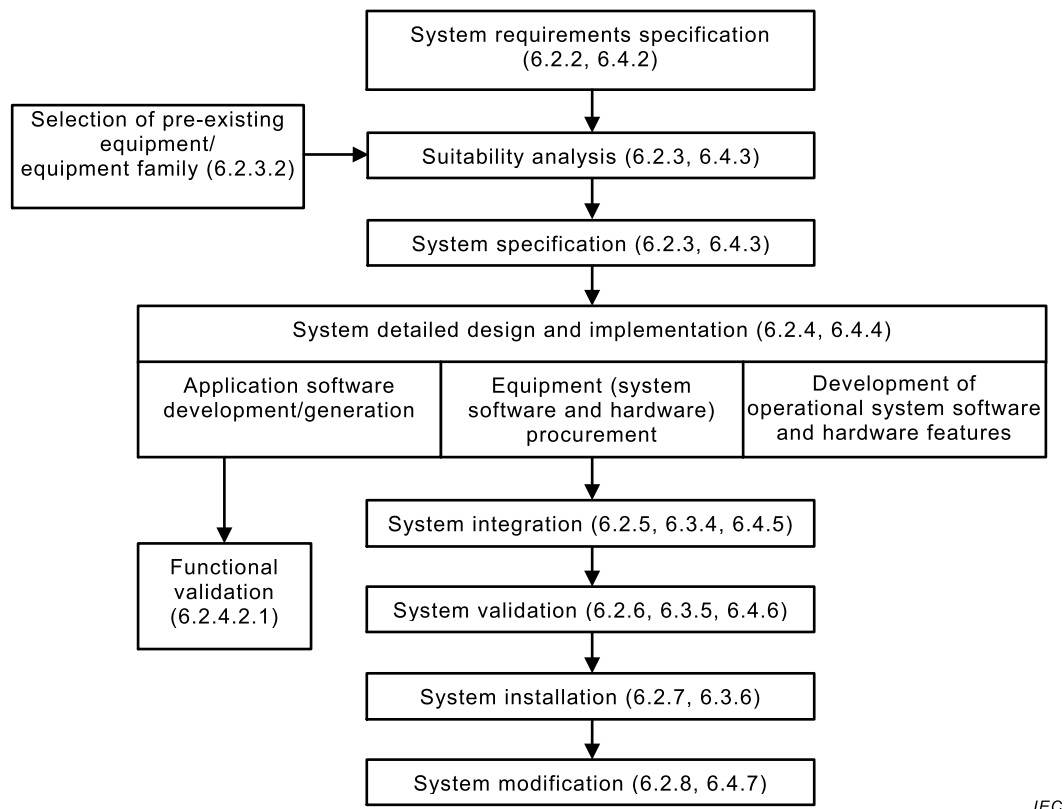 System requirements specification
(6.2.2, 6.4.2)
Selection of pre-existing
equipment/
equipment family (6.2.3.2)
Suitability analysis (6.2.3, 6.4.3)
System specification (6.2.3, 6.4.3)
System detailed design and implementation (6.2.4, 6.4.4)
Application software
development/generation
Equipment (system
software and hardware)
procurement
Development of
operational system software
and hardware features
System integration (6.2.5, 6.3.4, 6.4.5)
Functional
validation
(6.2.4.2.1)
System validation (6.2.6, 6.3.5, 6.4.6)
System installation (6.2.7, 6.3.6)
System modification (6.2.8, 6.4.7)
IEC